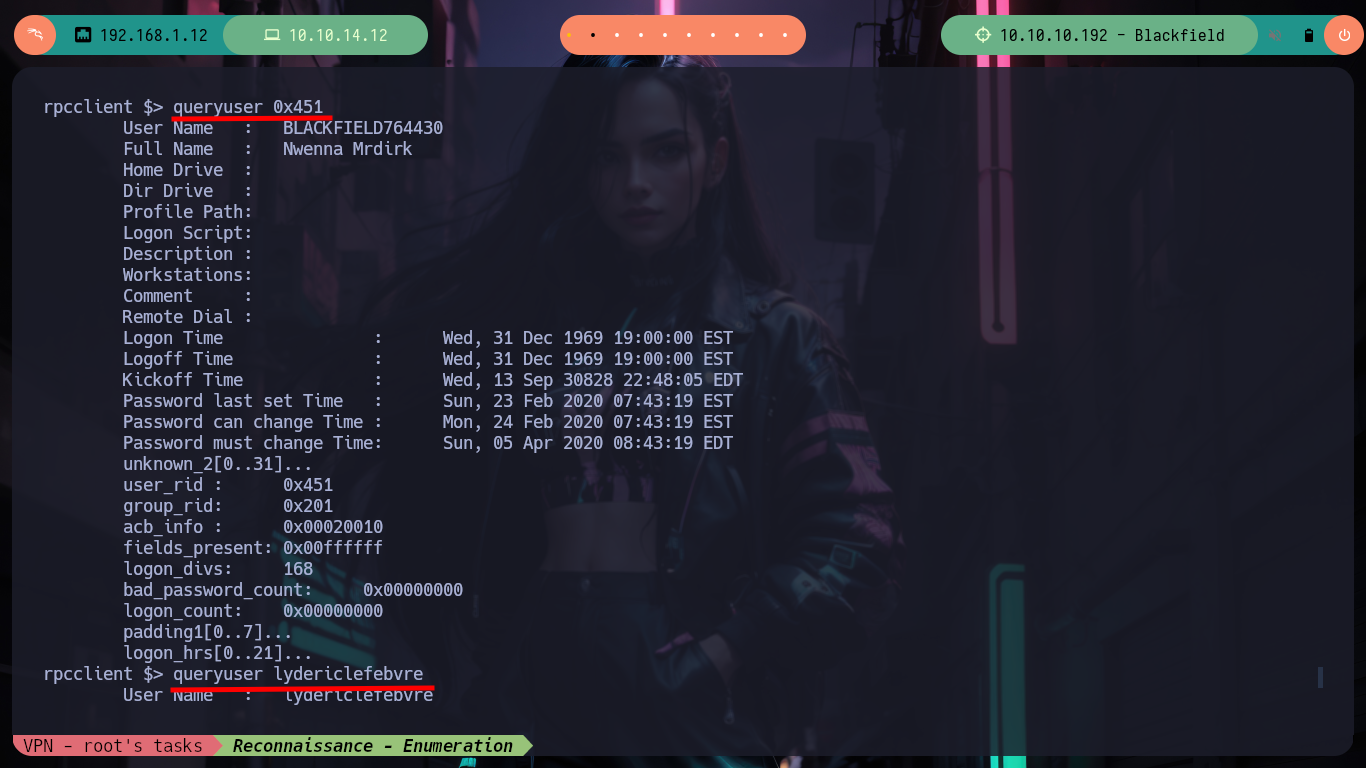 192.168.1.12
10.10.14.12
10.10.10.192 - Blackfield
rpcclient $> queryuser 0x451
User Name   :   BLACKFIELD764430
Full Name   :   Nwenna Mrdirk
Home Drive  :
Dir Drive   :
Profile Path:
Logon Script:
Description :
Workstations:
Comment     :
Remote Dial :
Logon Time               :      Wed, 31 Dec 1969 19:00:00 EST
Logoff Time              :      Wed, 31 Dec 1969 19:00:00 EST
Kickoff Time             :      Wed, 13 Sep 30828 22:48:05 EDT
Password last set Time   :      Sun, 23 Feb 2020 07:43:19 EST
Password can change Time :      Mon, 24 Feb 2020 07:43:19 EST
Password must change Time:      Sun, 05 Apr 2020 08:43:19 EDT
unknown_2[0..31]...
user_rid :      0x451
group_rid:      0x201
acb_info :      0x00020010
fields_present: 0x00ffffff
logon_divs:     168
bad_password_count:     0x00000000
logon_count:    0x00000000
padding1[0..7]...
logon_hrs[0..21]...
rpcclient $> queryuser lydericlefebvre
User Name   :   lydericlefebvre
VPN - root's tasks
Reconnaissance - Enumeration